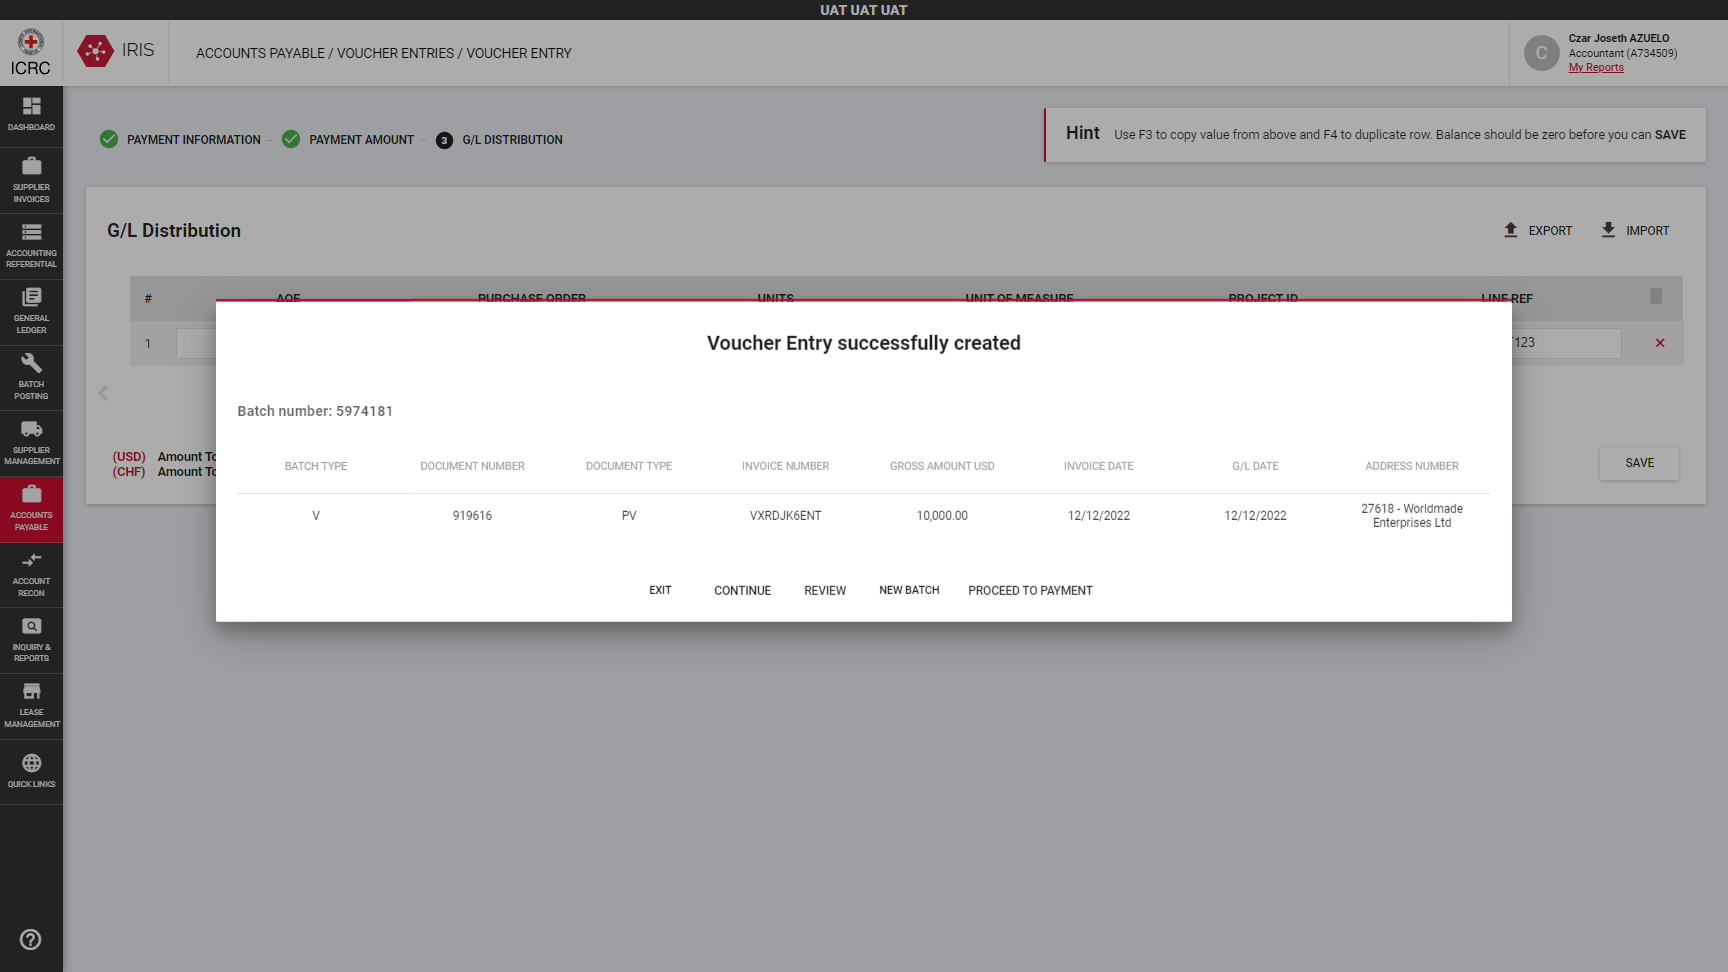 UAT UAT UAT
ICRC
IRIS
ACCOUNTS PAYABLE / VOUCHER ENTRIES / VOUCHER ENTRY
C
Czar Joseth AZUELO
Accountant (A734509)
My Reports
DASHBOARD
SUPPLIER
INVOICES
ACCOUNTING
REFERENTIAL
GENERAL
LEDGER
BATCH
POSTING
SUPPLIER
MANAGEMENT
ACCOUNTS
PAYABLE
ACCOUNT
RECON
INQUIRY &
REPORTS
LEASE
MANAGEMENT
QUICK LINKS
PAYMENT INFORMATION
PAYMENT AMOUNT
3 G/L DISTRIBUTION
Hint Use F3 to copy value from above and F4 to duplicate row. Balance should be zero before you can SAVE
G/L Distribution
EXPORT
IMPORT
# AOF PURCHASE ORDER UNITS UNIT OF MEASURE PROJECT ID LINE REF
1 123
(USD) Amount To
(CHF) Amount To
SAVE
Voucher Entry successfully created
Batch number: 5974181
BATCH TYPE DOCUMENT NUMBER DOCUMENT TYPE INVOICE NUMBER GROSS AMOUNT USD INVOICE DATE G/L DATE ADDRESS NUMBER
V 919616 PV VXRDJK6ENT 10,000.00 12/12/2022 12/12/2022 27618 - Worldmade
Enterprises Ltd
EXIT CONTINUE REVIEW NEW BATCH PROCEED TO PAYMENT